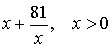 x + 81/x, x > 0